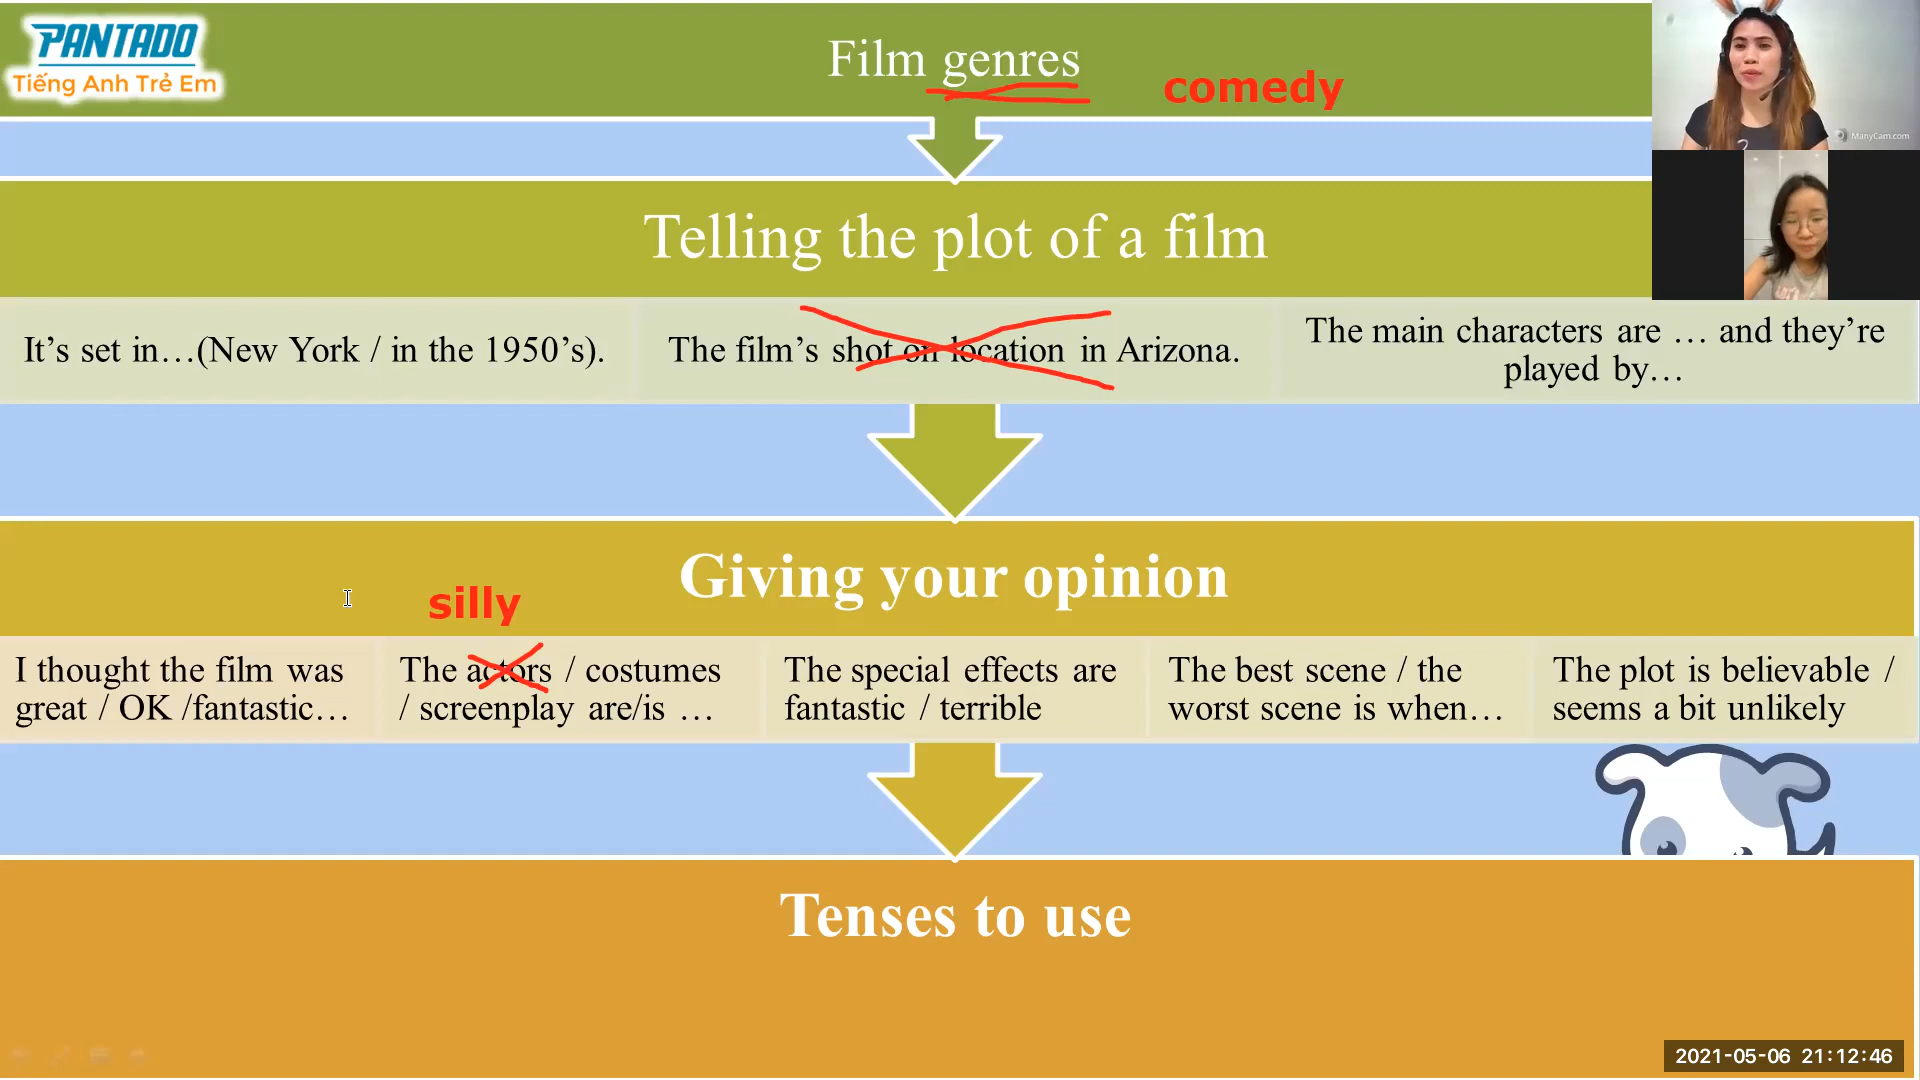 PANTADO
Tiếng Anh Trẻ Em
Film genres
comedy
ManyCam.com
Telling the plot of a film
It’s set in…(New York / in the 1950’s).
The film’s shot on location in Arizona.
The main characters are … and they’re
played by…
Giving your opinion
silly
I thought the film was
great / OK /fantastic…
The actors / costumes
/ screenplay are/is …
The special effects are
fantastic / terrible
The best scene / the
worst scene is when…
The plot is believable /
seems a bit unlikely
Tenses to use
2021-05-06 21:12:46